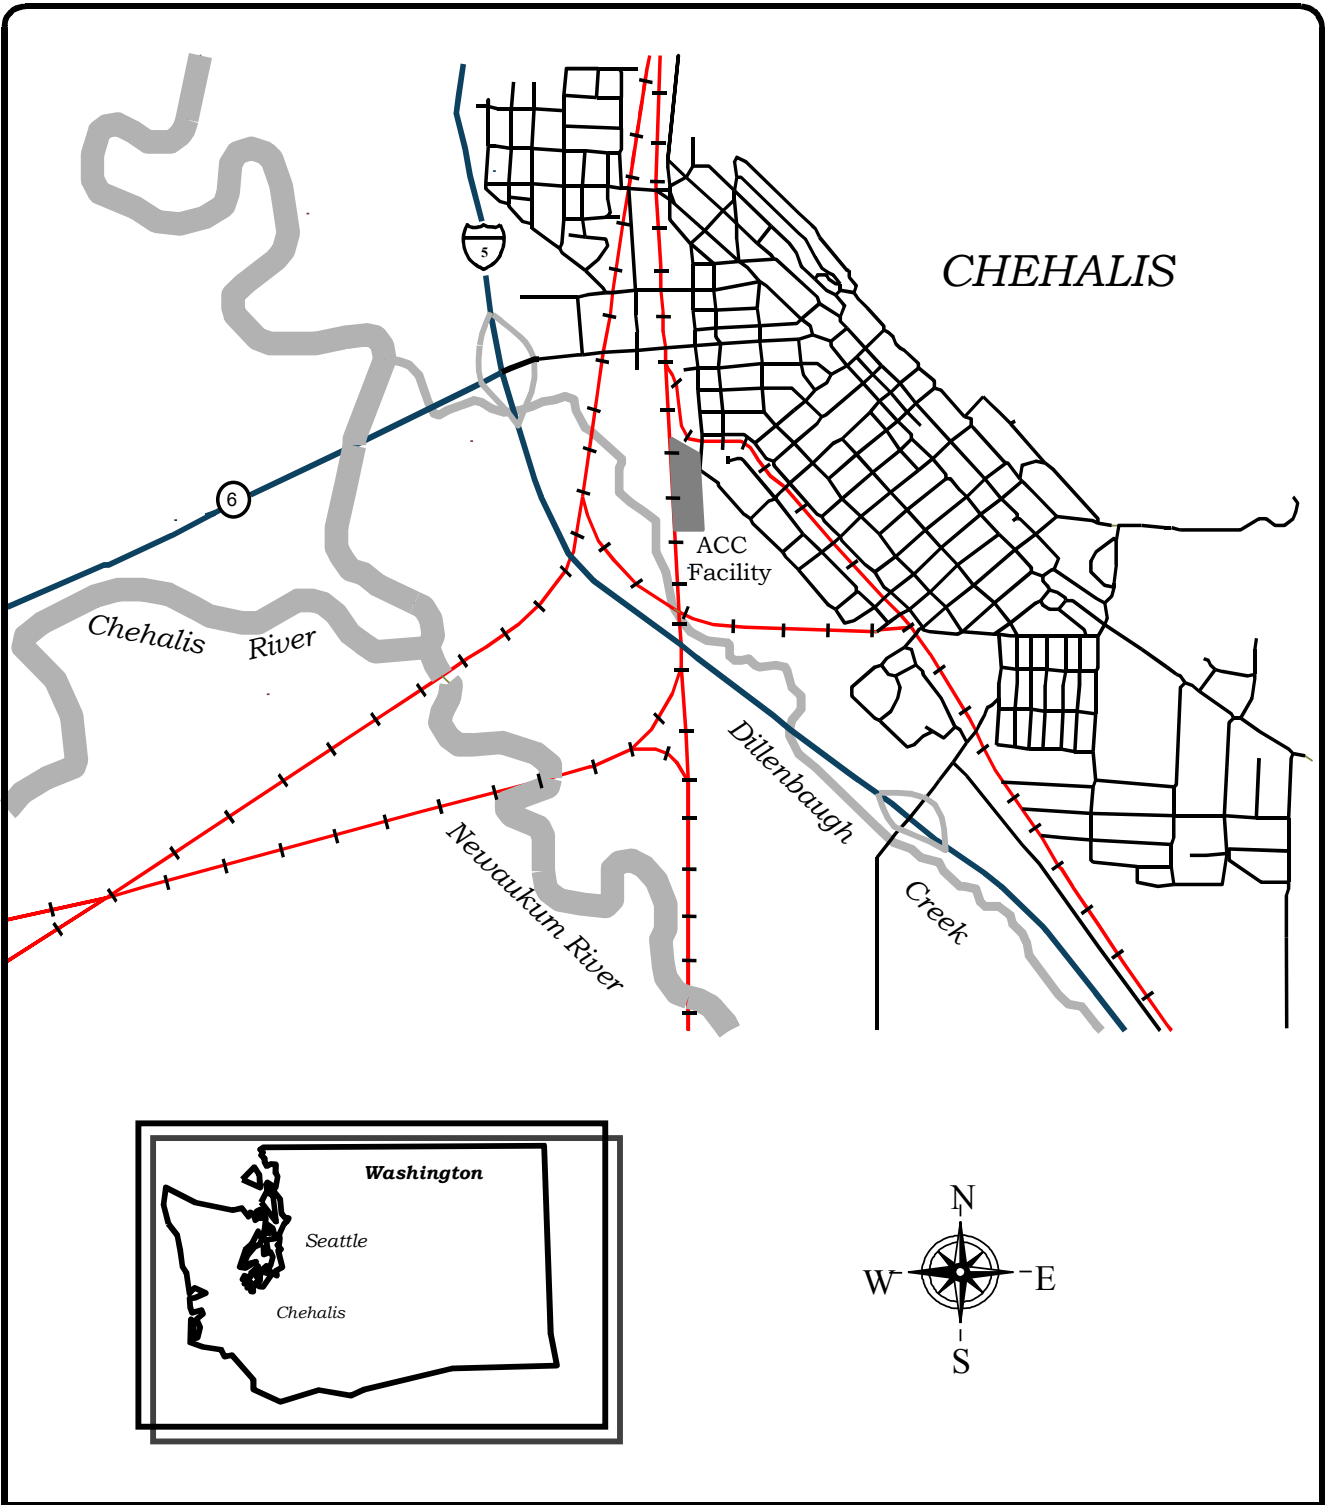 5
CHEHALIS
6
ACC
Facility
Chehalis River
Dillenbaugh
Creek
Newaukum River
Washington
Seattle
Chehalis
N
W E
S